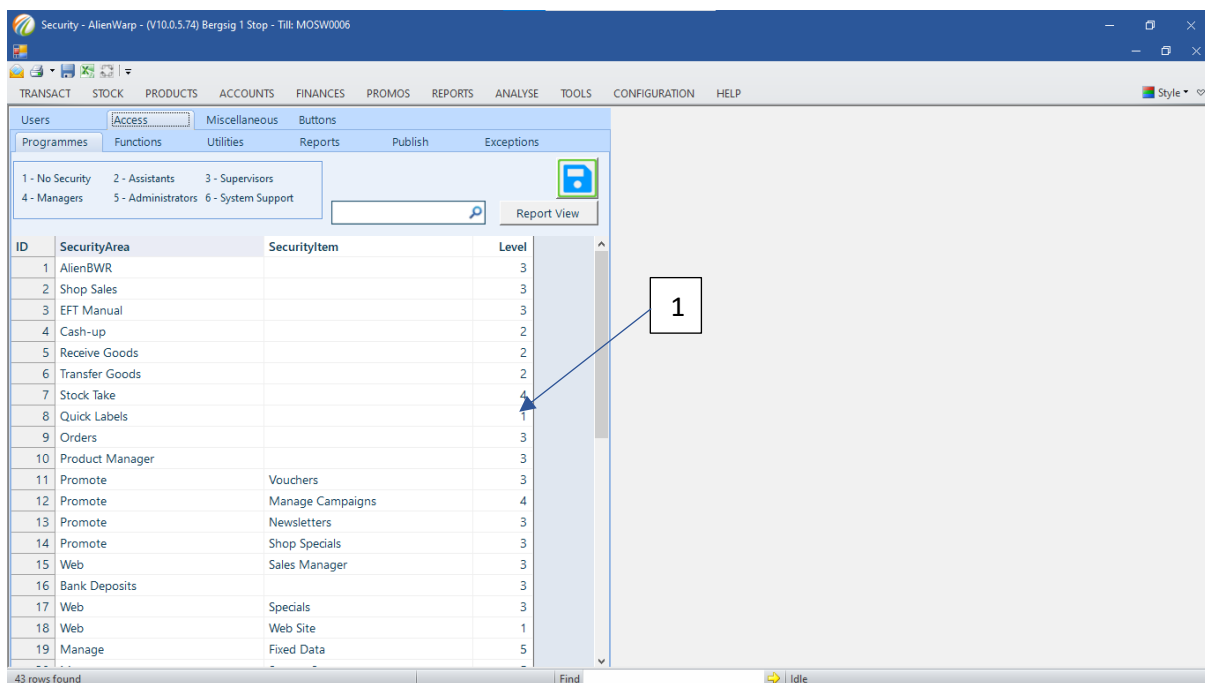 Security - AlienWarp - (V10.0.5.74) Bergsig 1 Stop - Till: MOSW0006
TRANSACT STOCK PRODUCTS ACCOUNTS FINANCES PROMOS REPORTS ANALYSE TOOLS CONFIGURATION HELP Style
Users Access Miscellaneous Buttons
Programmes Functions Utilities Reports Publish Exceptions
1 - No Security 2 - Assistants 3 - Supervisors
4 - Managers 5 - Administrators 6 - System Support
Report View
ID SecurityArea SecurityItem Level
1 AlienBWR 3
2 Shop Sales 3
3 EFT Manual 3
1
4 Cash-up 2
5 Receive Goods 2
6 Transfer Goods 2
7 Stock Take 4
8 Quick Labels 1
9 Orders 3
10 Product Manager 3
11 Promote Vouchers 3
12 Promote Manage Campaigns 4
13 Promote Newsletters 3
14 Promote Shop Specials 3
15 Web Sales Manager 3
16 Bank Deposits 3
17 Web Specials 3
18 Web Web Site 1
19 Manage Fixed Data 5
43 rows found Find Idle